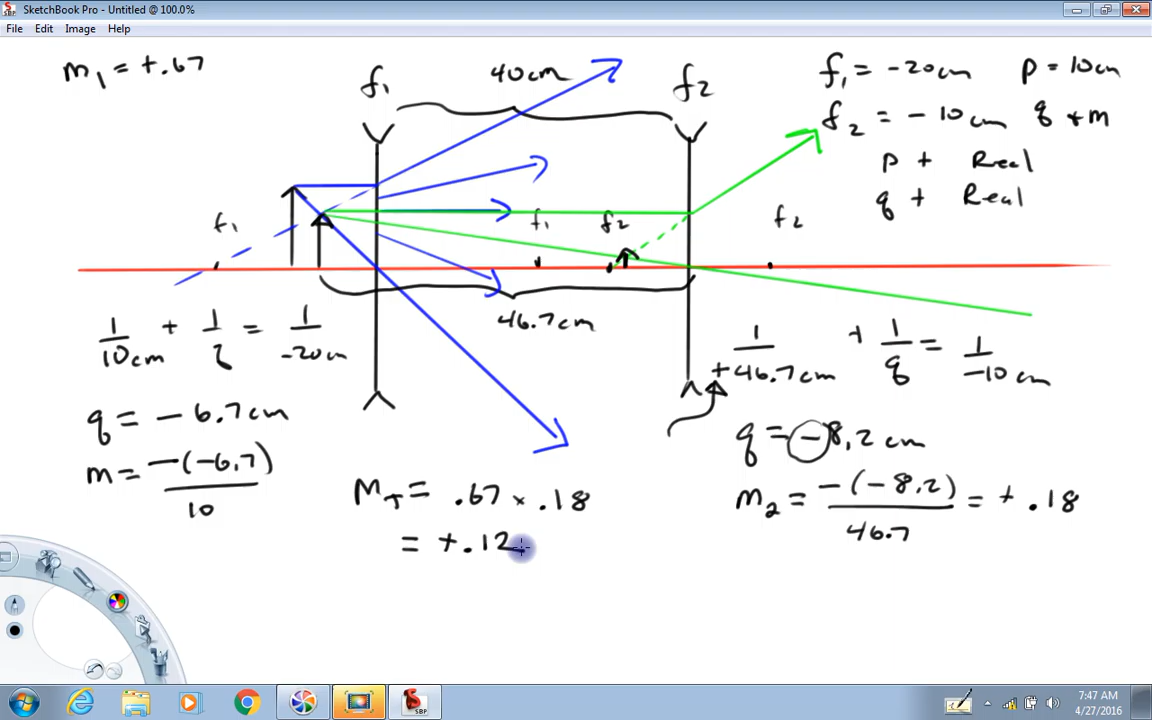 SketchBook Pro - Untitled @ 100.0%
File Edit Image Help
m₁ = +.67
f₁
40cm
f₂
f₁ = -20cm p = 10cm
f₂ = - 10cm q + m
p + Real
q + Real
f₁
f₁
f₂
f₂
46.7cm
1/10cm + 1/q = 1/-20cm
q = - 6.7cm
m = -(-6.7)/10
1/+46.7cm + 1/q = 1/-10cm
q = -8.2 cm
m₂ = -(-8.2)/46.7 = + .18
M_T = .67 × .18
= +.12
SBP
7:47 AM
4/27/2016